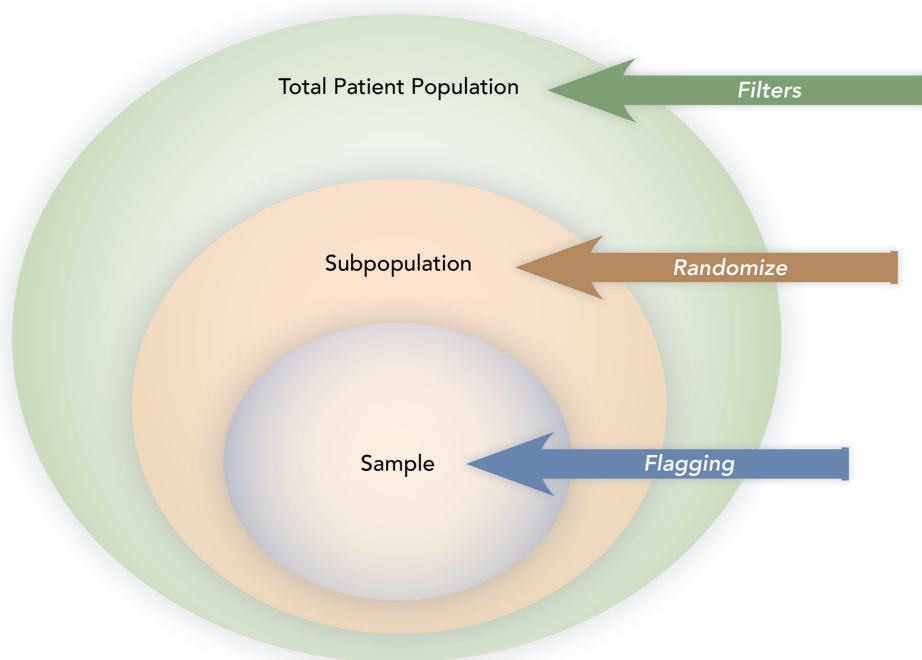 Total Patient Population
Filters
Subpopulation
Randomize
Sample
Flagging